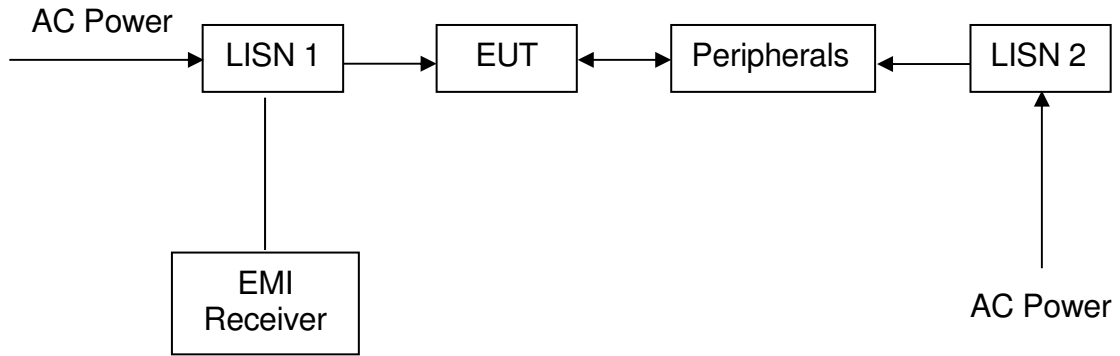 AC Power
LISN 1
EUT
Peripherals
LISN 2
EMI
Receiver
AC Power